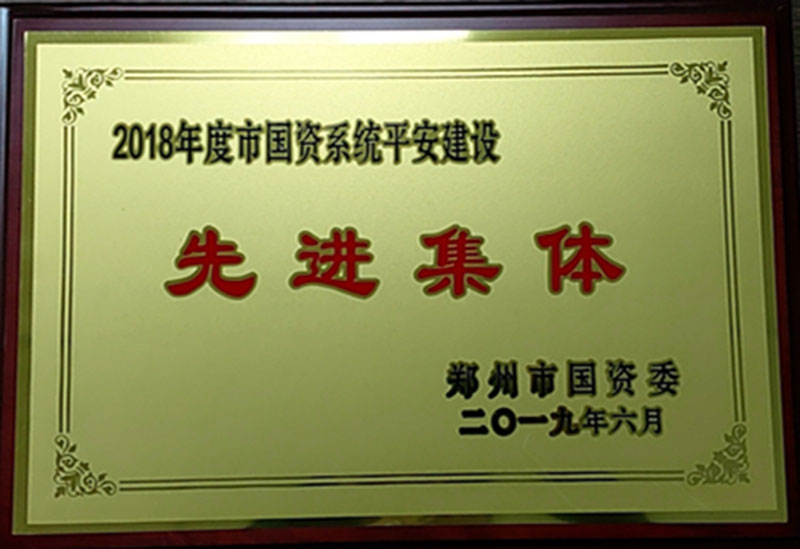 2018年度市国资系统平安建设
先进集体
郑州市国资委
二〇一九年六月